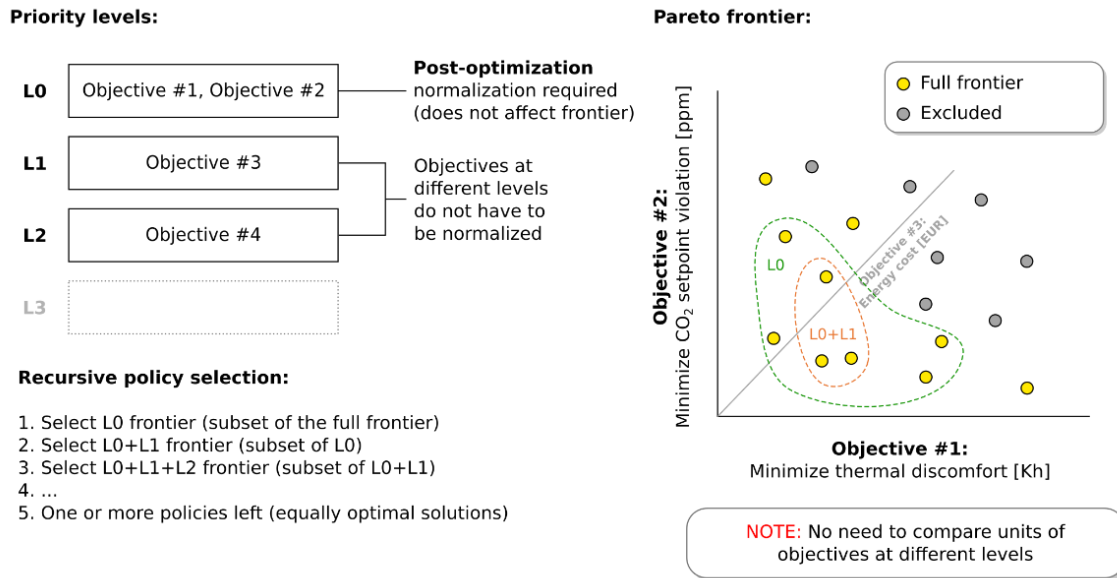 Priority levels:
L0
Objective #1, Objective #2
Post-optimization
normalization required
(does not affect frontier)
L1
Objective #3
L2
Objective #4
Objectives at
different levels
do not have to
be normalized
L3
Recursive policy selection:
1. Select L0 frontier (subset of the full frontier)
2. Select L0+L1 frontier (subset of L0)
3. Select L0+L1+L2 frontier (subset of L0+L1)
4. ...
5. One or more policies left (equally optimal solutions)
Pareto frontier:
Full frontier
Excluded
Objective #2:
Minimize CO₂ setpoint violation [ppm]
Objective #3:
Energy cost [EUR]
L0
L0+L1
Objective #1:
Minimize thermal discomfort [Kh]
NOTE: No need to compare units of
objectives at different levels